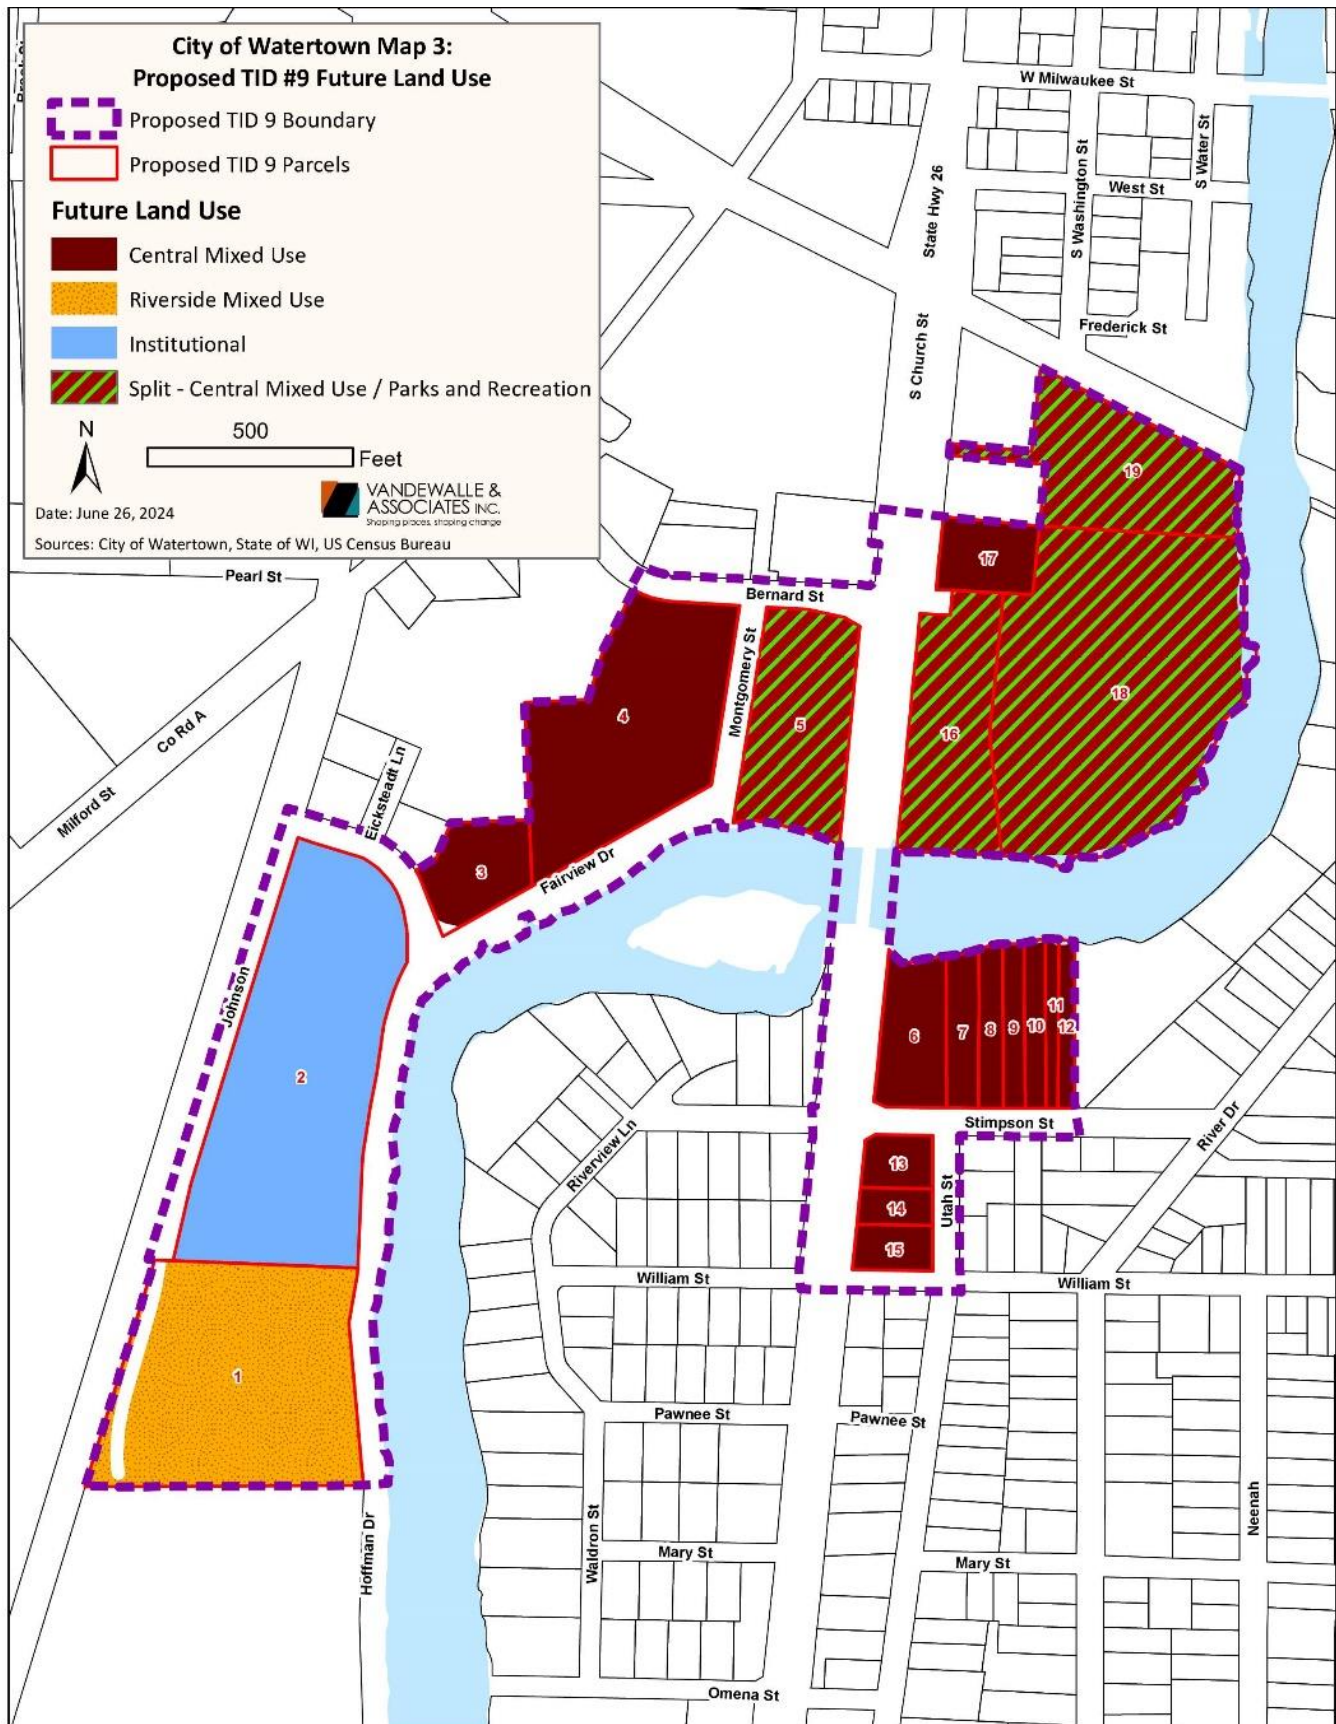 City of Watertown Map 3:
Proposed TID #9 Future Land Use
Proposed TID 9 Boundary
Proposed TID 9 Parcels
Future Land Use
Central Mixed Use
Riverside Mixed Use
Institutional
Split - Central Mixed Use / Parks and Recreation
N
500
Feet
VANDEWALLE &
ASSOCIATES INC.
Shaping places, shaping change
Date: June 26, 2024
Sources: City of Watertown, State of WI, US Census Bureau
W Milwaukee St
S Water St
S Washington St
West St
State Hwy 26
Frederick St
S Church St
19
17
Pearl St
Bernard St
Montgomery St
4
5
16
18
Co Rd A
Milford St
Eicksteadt Ln
3
Fairview Dr
Johnson
2
6
7
8
9
10
11
12
Stimpson St
River Dr
Riverview Ln
13
14
15
Utah St
William St
William St
1
Pawnee St
Pawnee St
Neenah
Waldron St
Hoffman Dr
Mary St
Mary St
Omena St